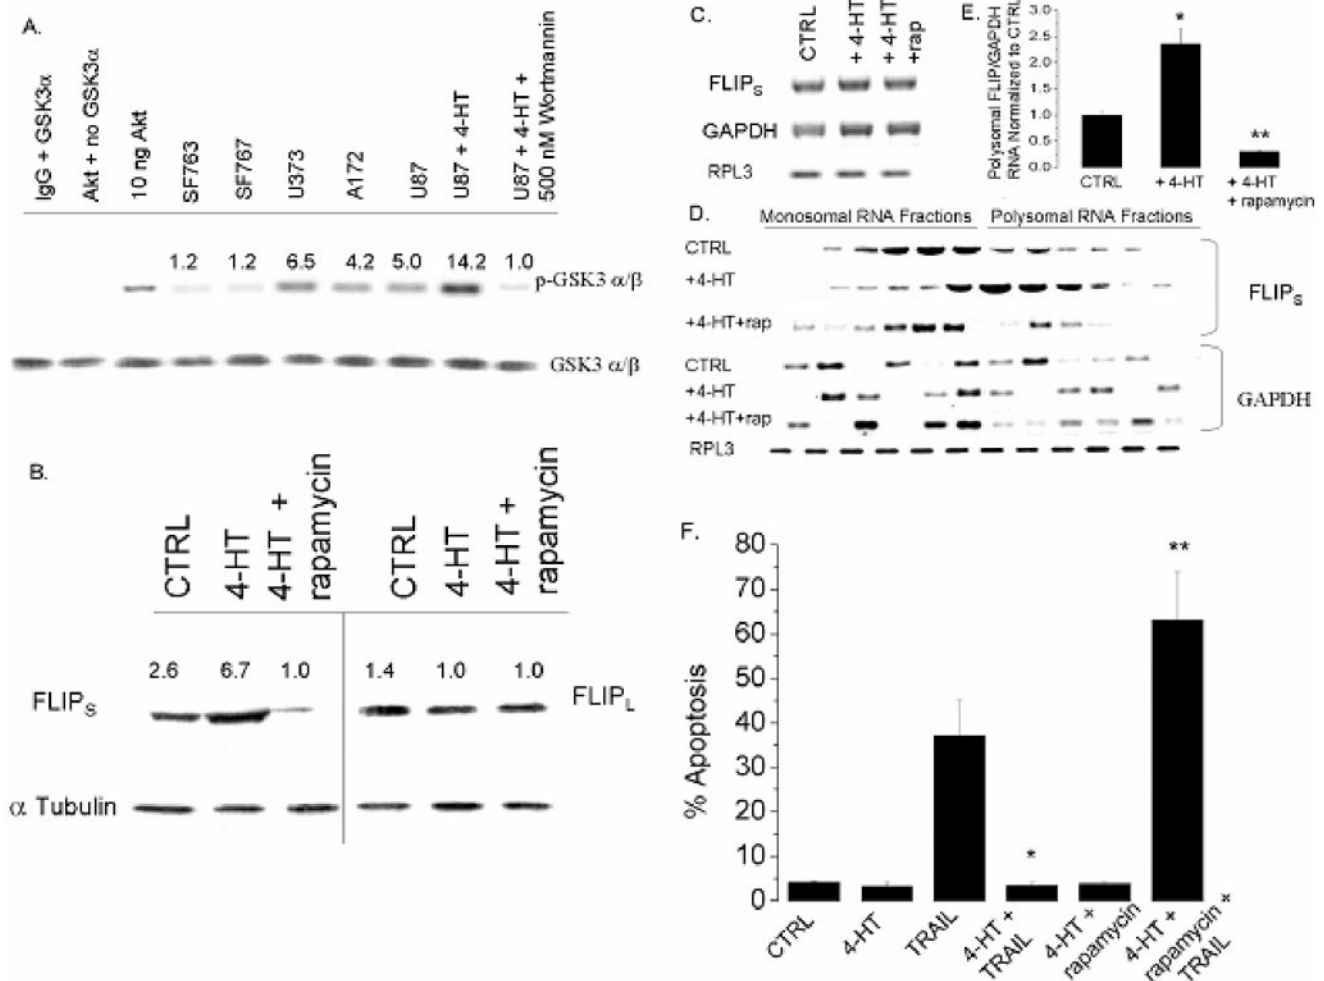 A.
IgG + GSK3α
Akt + no GSK3α
10 ng Akt
SF763
SF767
U373
A172
U87
U87 + 4-HT
U87 + 4-HT +
500 nM Wortmannin
1.2 1.2 6.5 4.2 5.0 14.2 1.0
p-GSK3 α/β
GSK3 α/β
B.
CTRL
4-HT
4-HT +
rapamycin
CTRL
4-HT
4-HT +
rapamycin
2.6 6.7 1.0 1.4 1.0 1.0
FLIPS
FLIPL
α Tubulin
C.
CTRL
+ 4-HT
+ 4-HT
+rap
FLIPS
GAPDH
RPL3
D.
Monosomal RNA Fractions Polysomal RNA Fractions
CTRL
+4-HT
+4-HT+rap
FLIPS
CTRL
+4-HT
+4-HT+rap
GAPDH
RPL3
E.
Polysomal FLIP/GAPDH
RNA Normalized to CTRL
3.0
2.5
2.0
1.5
1.0
0.5
0.0
*
**
CTRL
+ 4-HT
+ 4-HT
+ rapamycin
F.
% Apoptosis
80
70
60
50
40
30
20
10
0
*
**
CTRL
4-HT
TRAIL
4-HT +
TRAIL
4-HT +
rapamycin
4-HT +
rapamycin +
TRAIL